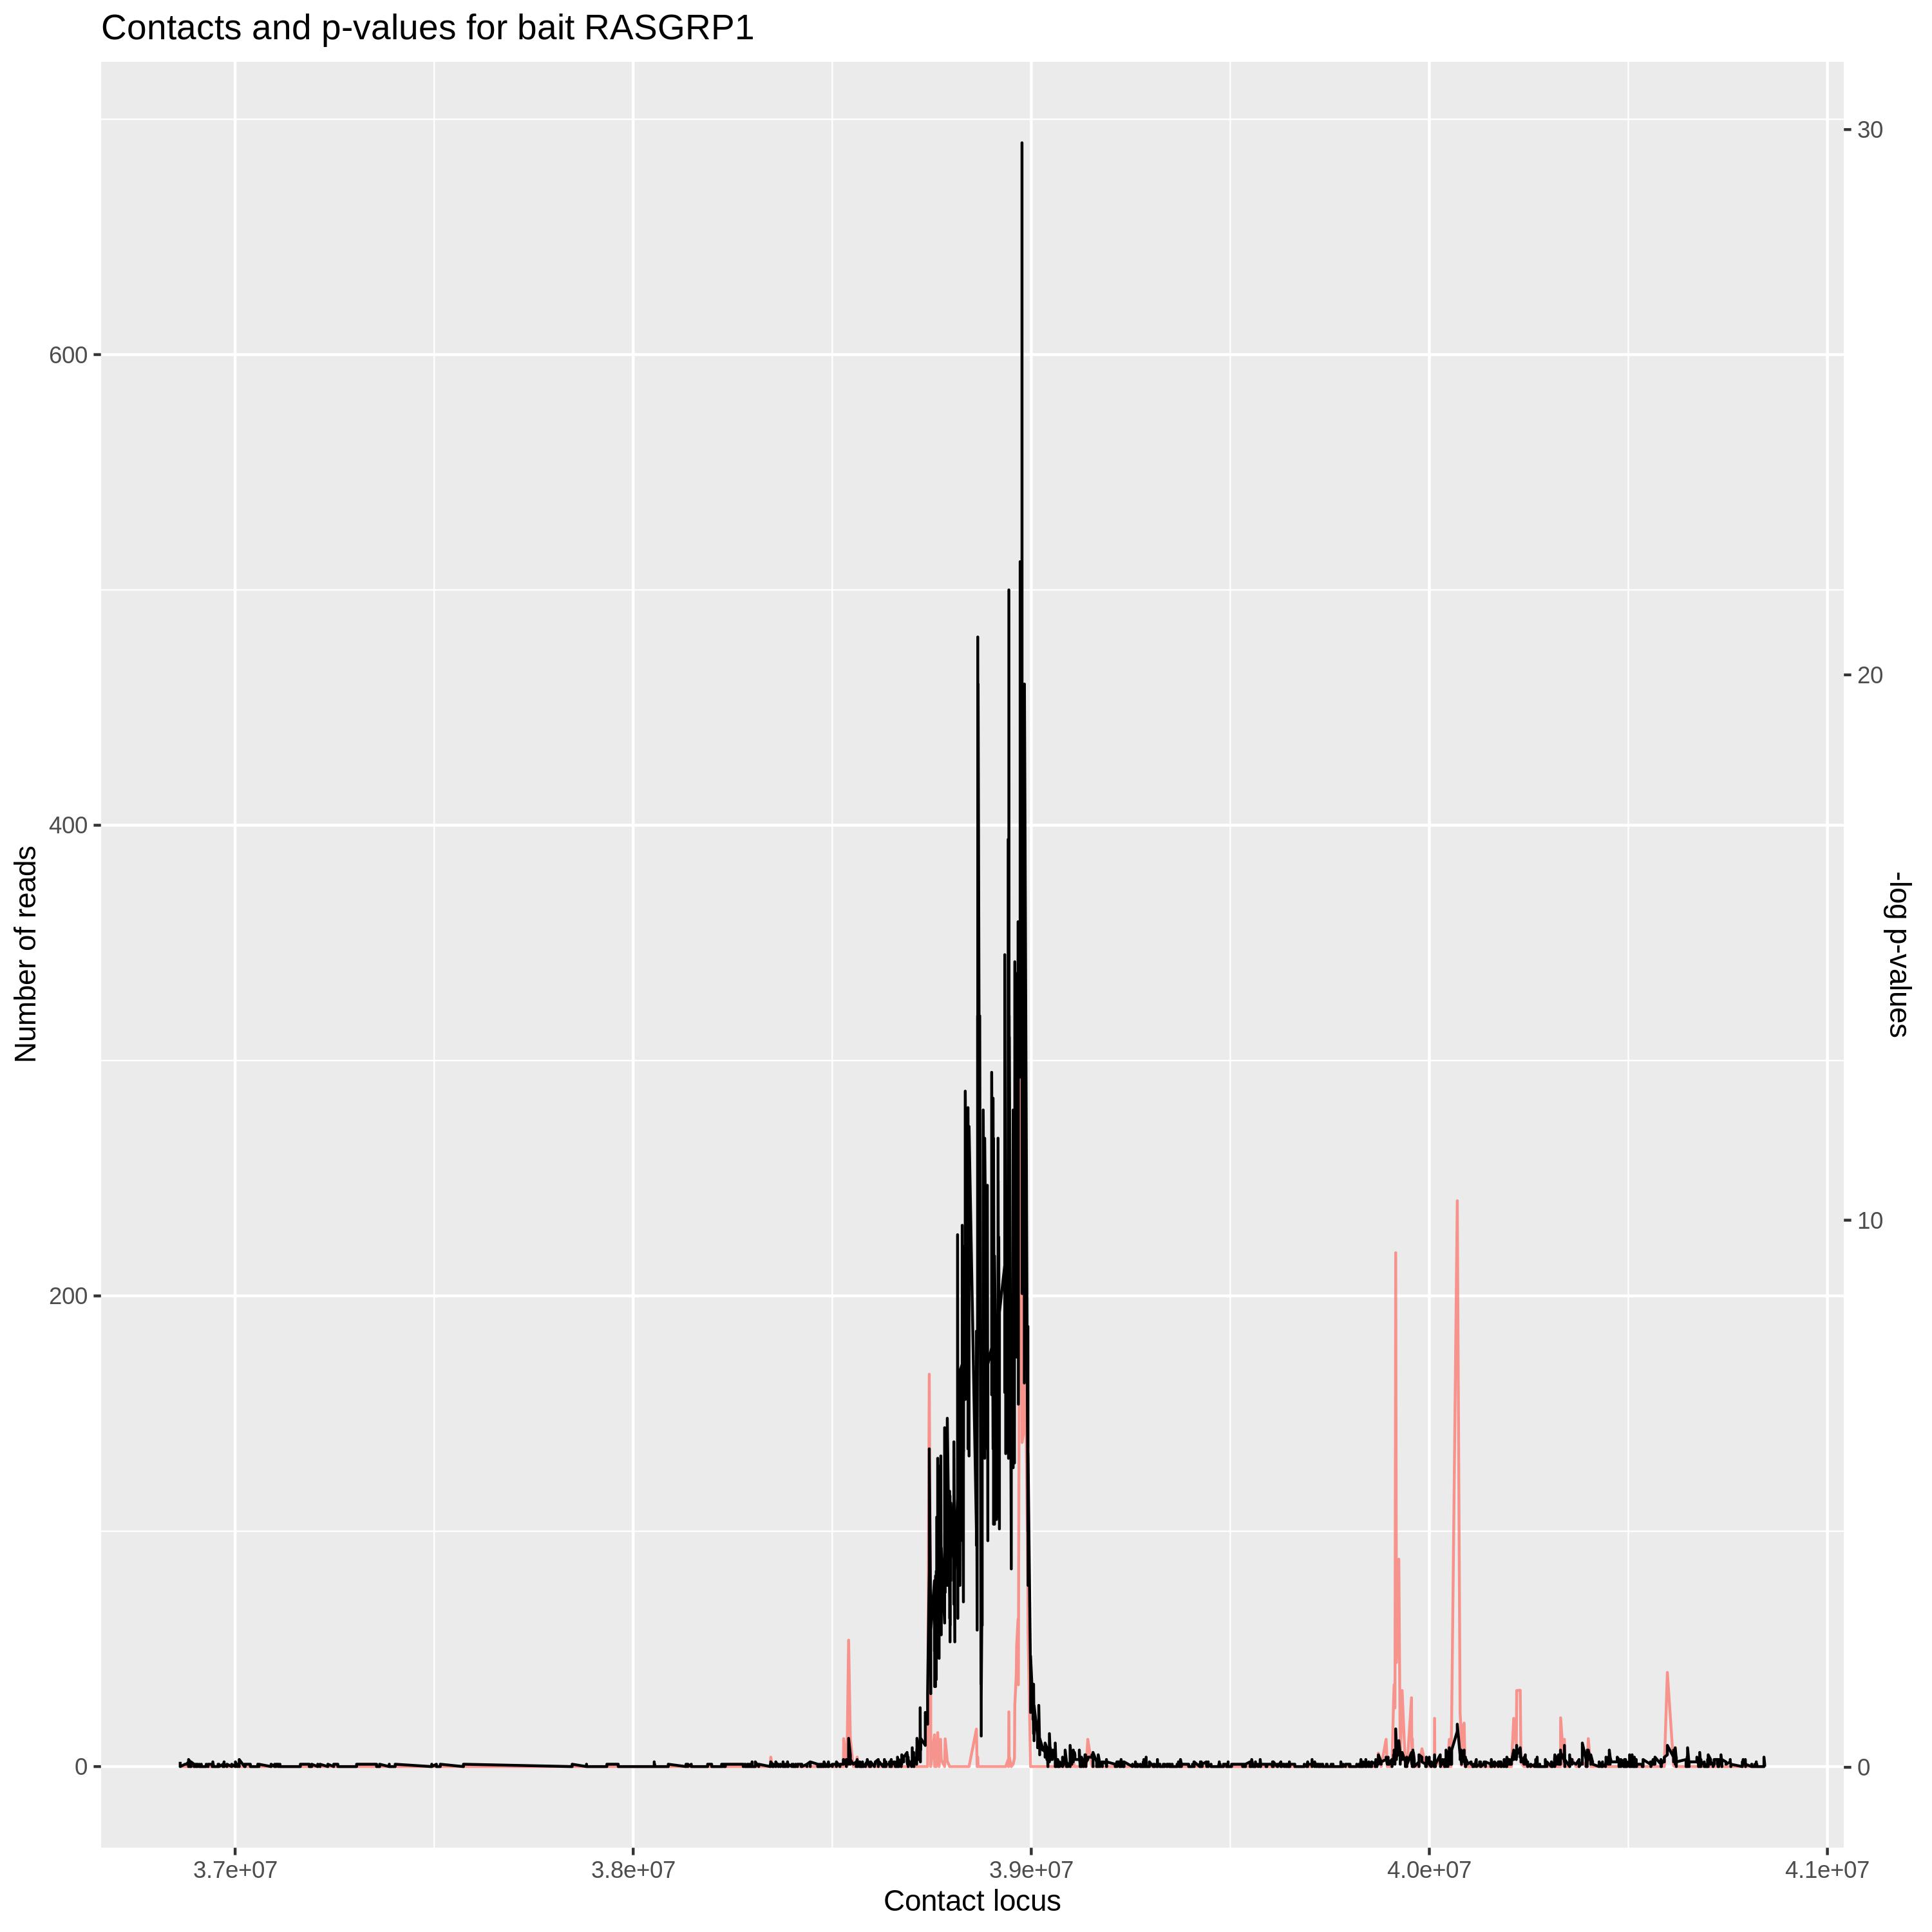 Contacts and p-values for bait RASGRP1
600
400
200
0
Number of reads
30
20
10
0
-log p-values
3.7e+07
3.8e+07
3.9e+07
4.0e+07
4.1e+07
Contact locus